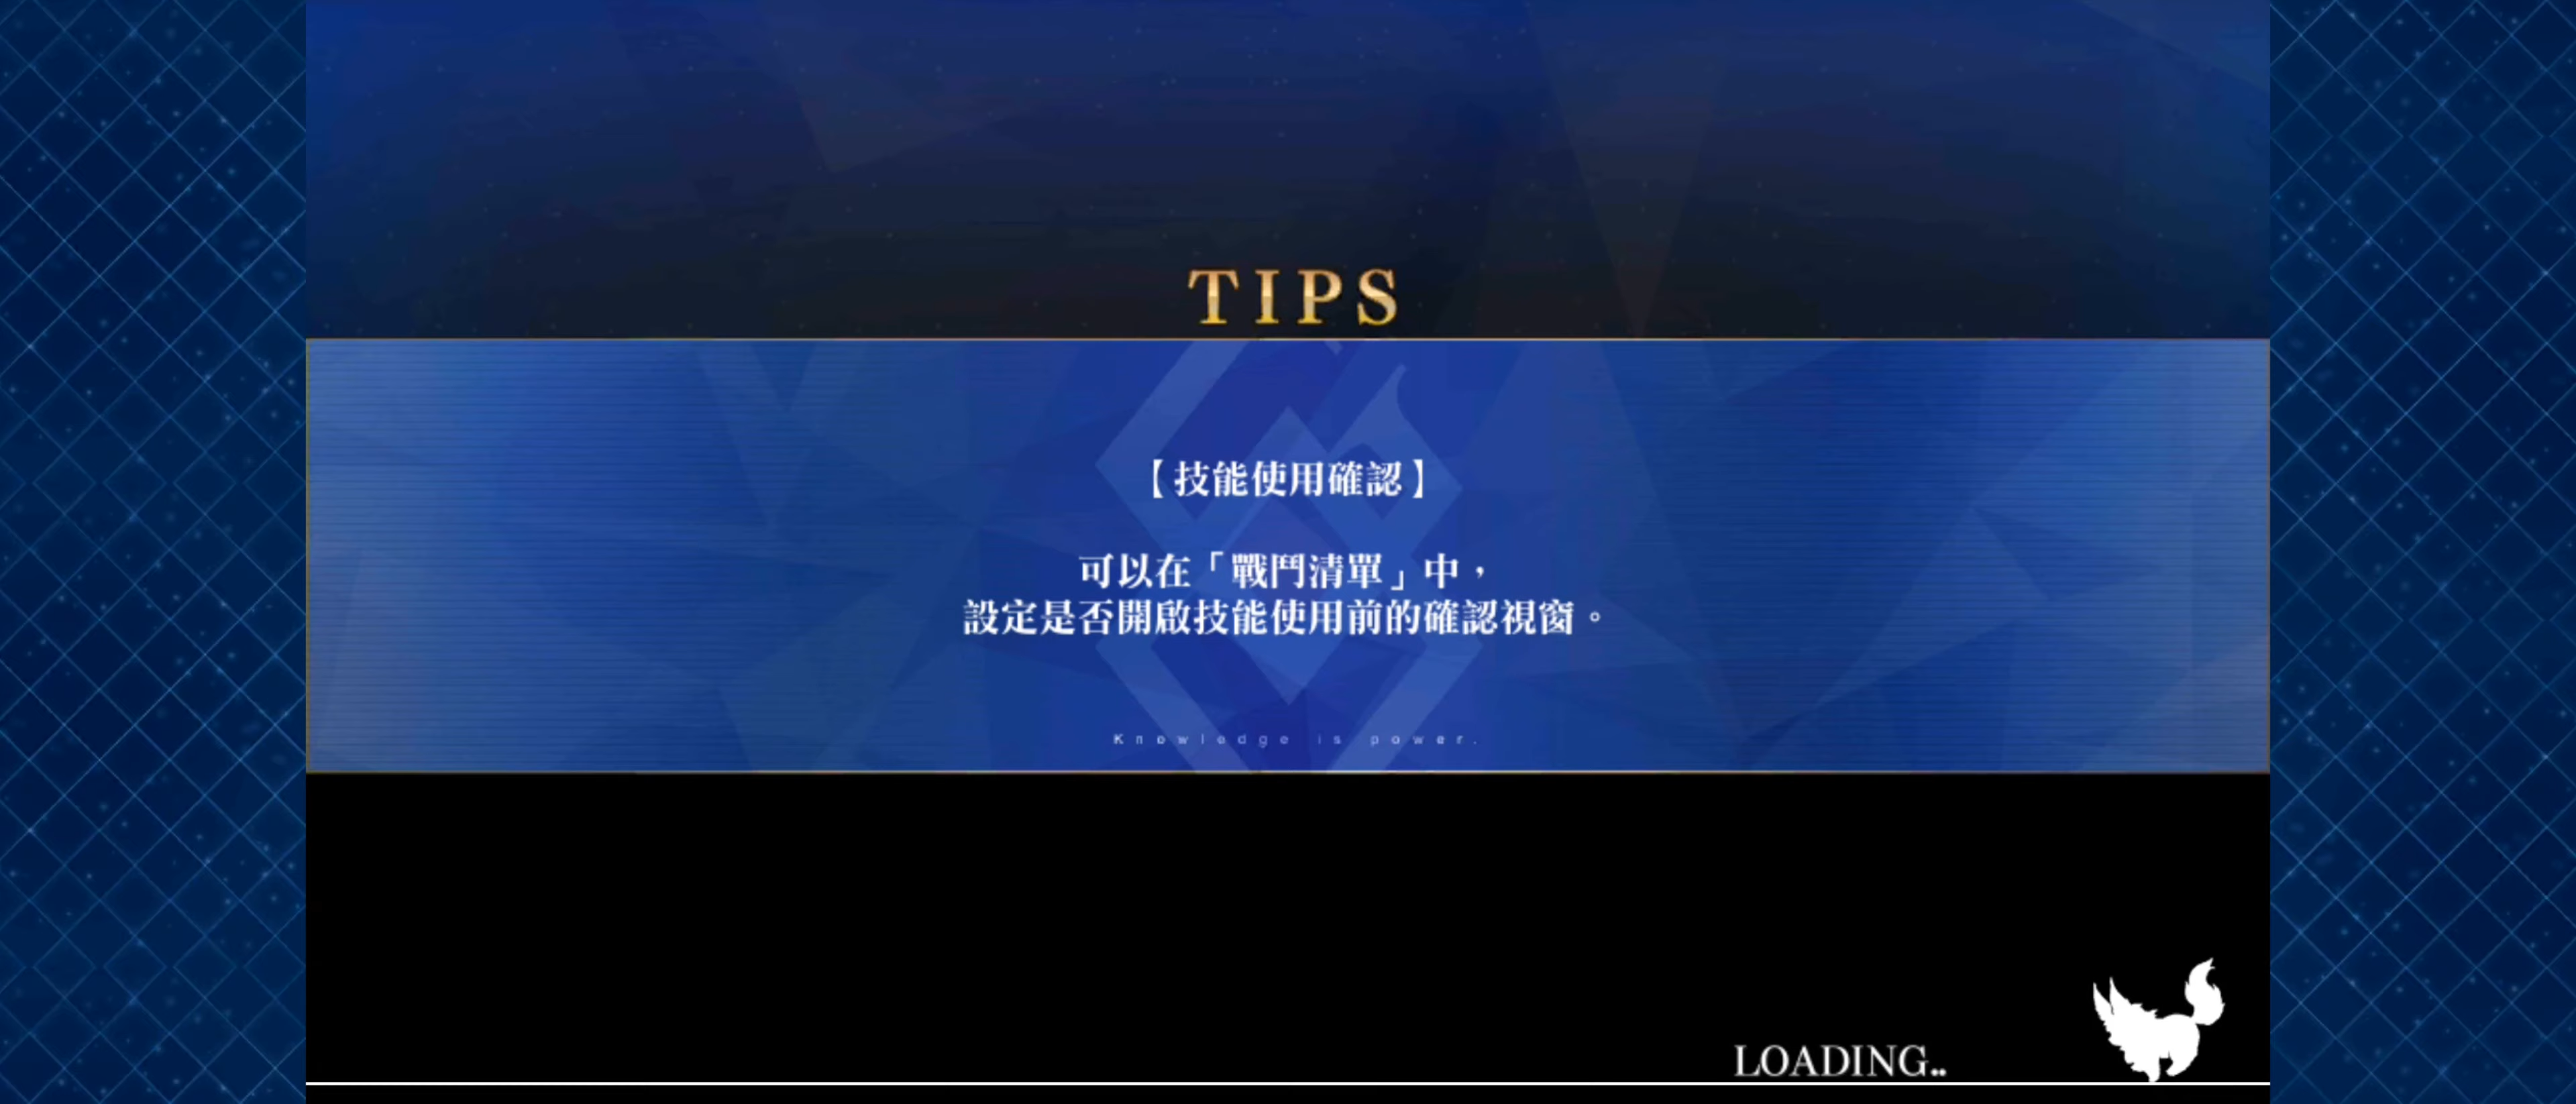 TIPS
【技能使用確認】
可以在「戰鬥清單」中，
設定是否開啟技能使用前的確認視窗。
Knowledge is power.
LOADING..